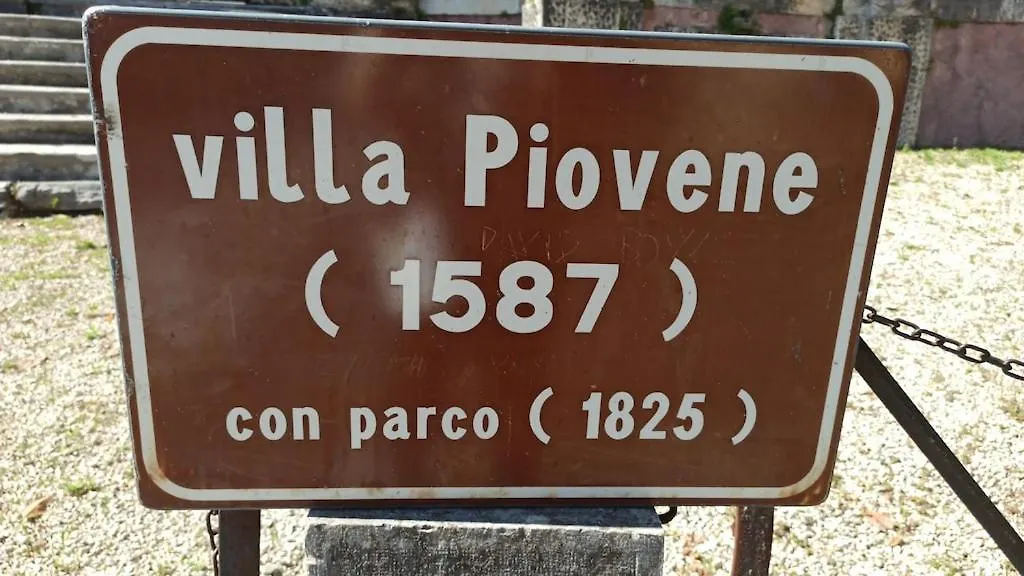 villa Piovene
( 1587 )
con parco ( 1825 )